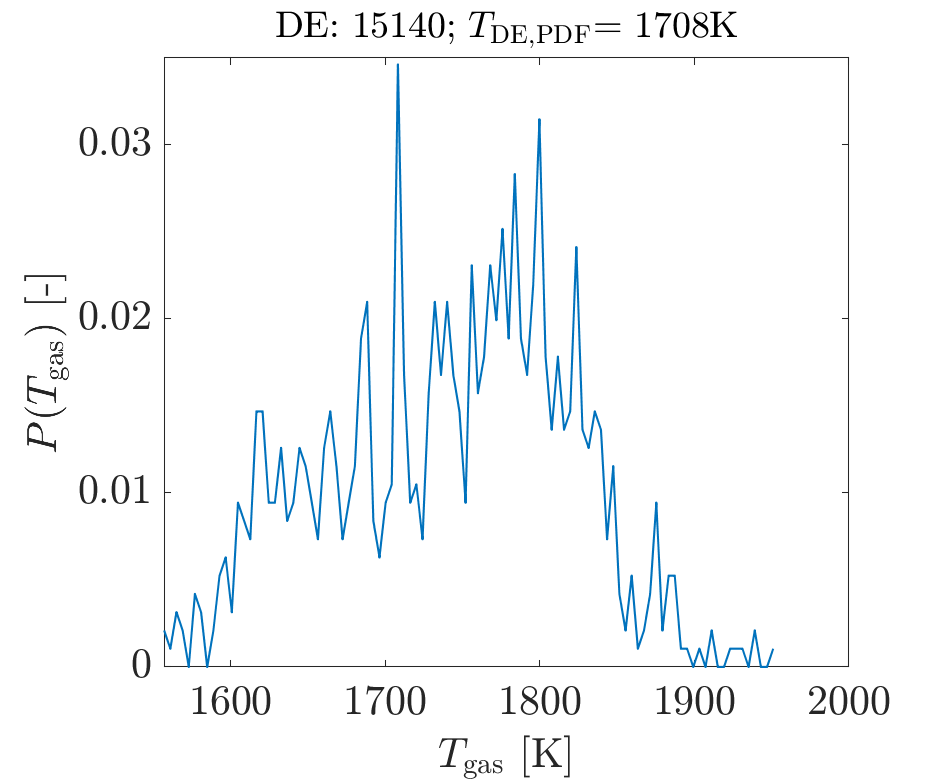 DE: 15140; T_DE,PDF= 1708K
0.03
0.02
0.01
0
P(T_gas) [-]
1600 1700 1800 1900 2000
T_gas [K]